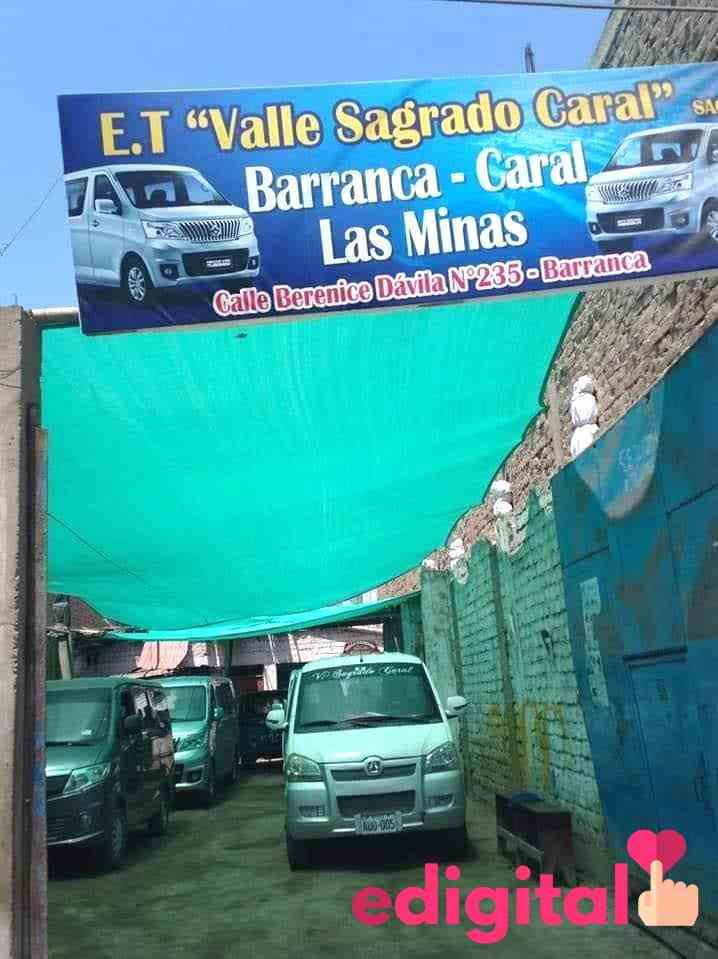 E.T "Valle Sagrado Caral"
Barranca - Caral
Las Minas
Calle Berenice Dávila N°235 - Barranca
V. Sagrado Caral
edigital